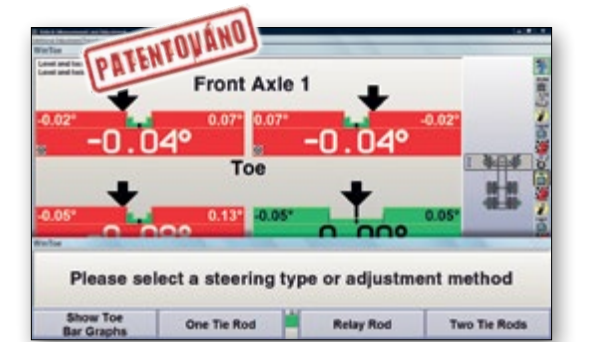 PATENTOVÁNO
WinToe
Front Axle 1
-0.02° 0.07° 0.07° -0.02°
-0.04° -0.04°
Toe
-0.05° 0.13° -0.05° 0.05°
WinToe
Please select a steering type or adjustment method
Show Toe Bar Graphs
One Tie Rod
Relay Rod
Two Tie Rods